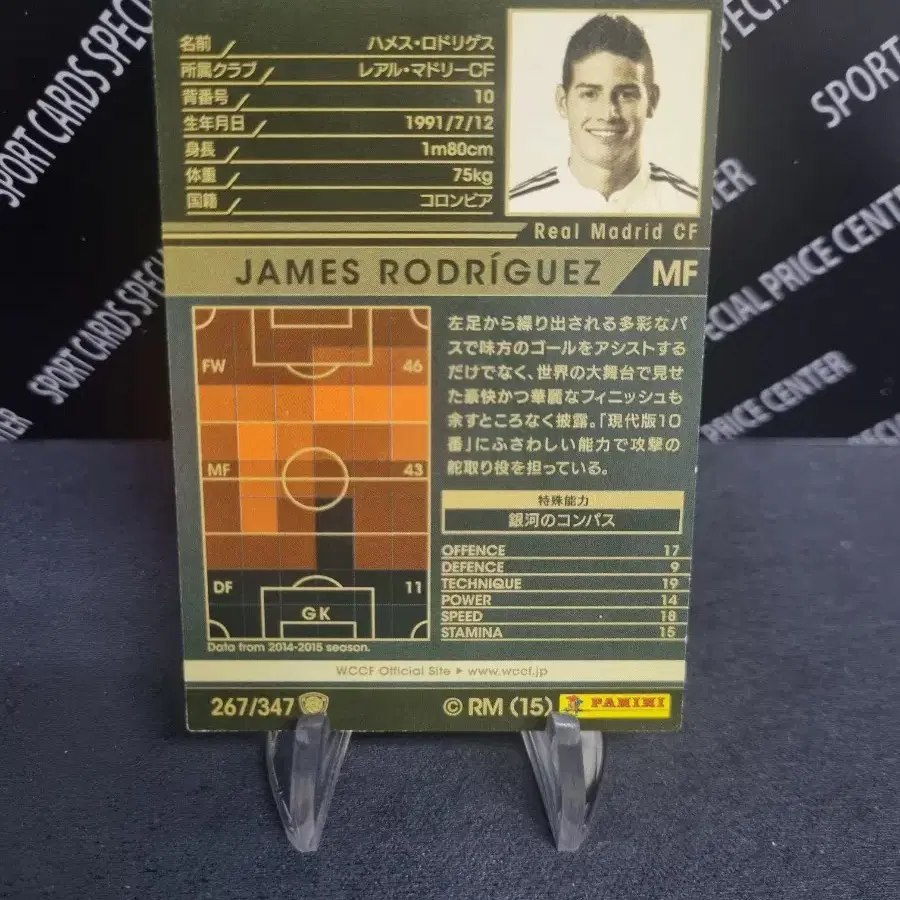 名前 ハメス・ロドリゲス
所属クラブ レアル・マドリーCF
背番号 10
生年月日 1991/7/12
身長 1m80cm
体重 75kg
国籍 コロンビア
Real Madrid CF
JAMES RODRÍGUEZ MF
FW 46
MF 43
DF 11
GK
Data from 2014-2015 season.
左足から繰り出される多彩なパ
スで味方のゴールをアシストする
だけでなく、世界の大舞台で見せ
た豪快かつ華麗なフィニッシュも
余すところなく披露。「現代版10
番」にふさわしい能力で攻撃の
舵取り役を担っている。
特殊能力
銀河のコンパス
OFFENCE 17
DEFENCE 9
TECHNIQUE 19
POWER 14
SPEED 18
STAMINA 15
WCCF Official Site ▶ www.wccf.jp
267/347 © RM (15) PANINI
SPORT CARDS SPEC
SPORT CARDS SPECI
SPECIAL PRICE CENTER
SPORT
ECIAL PRICE CENTE
PRICE CENTER